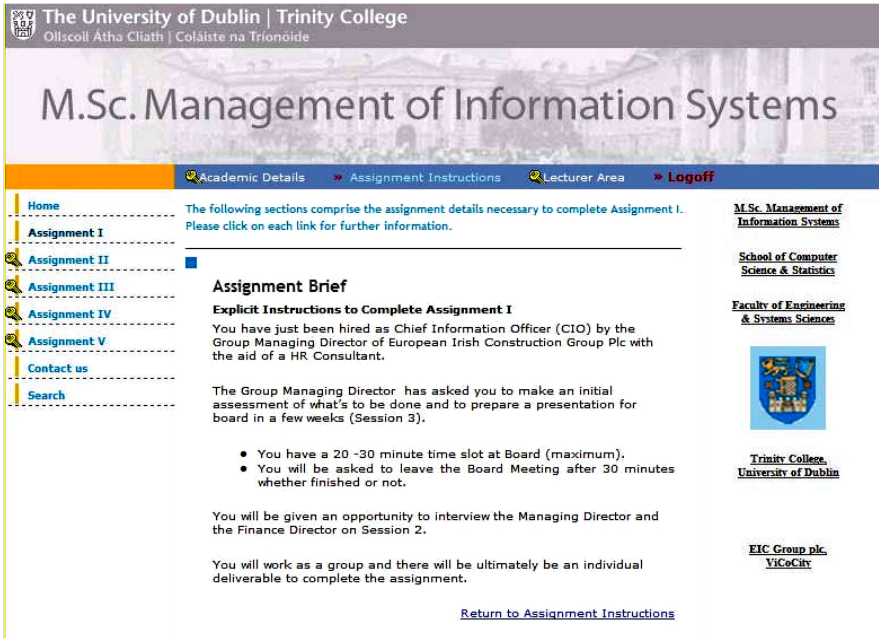 The University of Dublin | Trinity College
Ollscoil Átha Cliath | Coláiste na Tríonóide
M.Sc. Management of Information Systems
Academic Details » Assignment Instructions Lecturer Area » Logoff
Home
Assignment I
Assignment II
Assignment III
Assignment IV
Assignment V
Contact us
Search
The following sections comprise the assignment details necessary to complete Assignment I.
Please click on each link for further information.
Assignment Brief
Explicit Instructions to Complete Assignment I
You have just been hired as Chief Information Officer (CIO) by the
Group Managing Director of European Irish Construction Group Plc with
the aid of a HR Consultant.
The Group Managing Director has asked you to make an initial
assessment of what's to be done and to prepare a presentation for
board in a few weeks (Session 3).
● You have a 20 -30 minute time slot at Board (maximum).
● You will be asked to leave the Board Meeting after 30 minutes
whether finished or not.
You will be given an opportunity to interview the Managing Director and
the Finance Director on Session 2.
You will work as a group and there will be ultimately be an individual
deliverable to complete the assignment.
Return to Assignment Instructions
M.Sc. Management of
Information Systems
School of Computer
Science & Statistics
Faculty of Engineering
& Systems Sciences
Trinity College,
University of Dublin
EIC Group plc,
ViCoCity